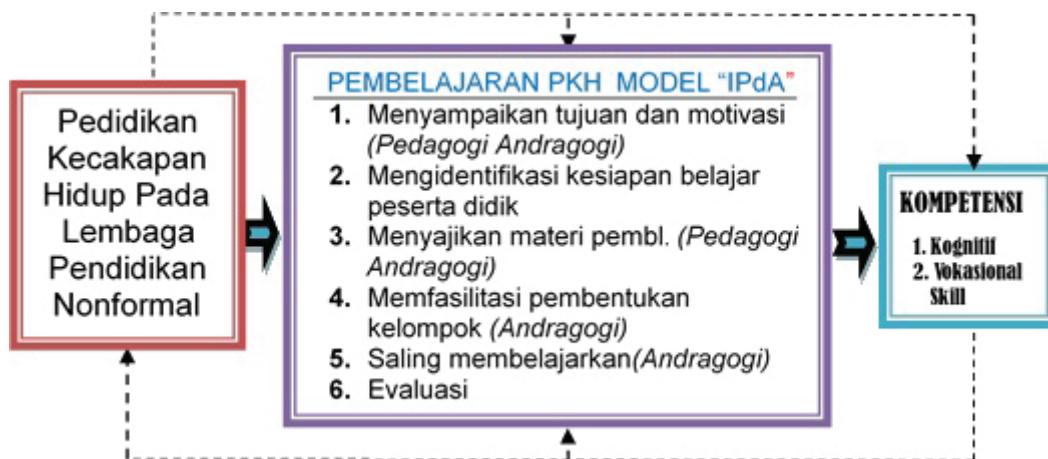 Pedidikan
Kecakapan
Hidup Pada
Lembaga
Pendidikan
Nonformal
PEMBELAJARAN PKH MODEL “IPdA”
1. Menyampaikan tujuan dan motivasi
(Pedagogi Andragogi)
2. Mengidentifikasi kesiapan belajar
peserta didik
3. Menyajikan materi pembl. (Pedagogi
Andragogi)
4. Memfasilitasi pembentukan
kelompok (Andragogi)
5. Saling membelajarkan(Andragogi)
6. Evaluasi
KOMPETENSI
1. Kognitif
2. Vokasional
Skill